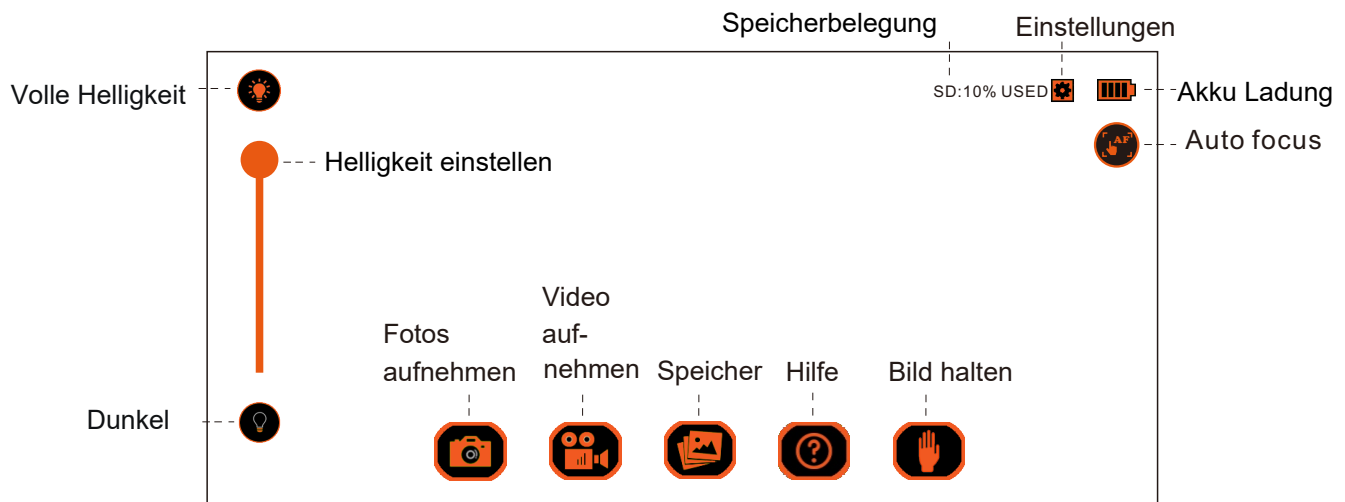 Speicherbelegung
Einstellungen
Volle Helligkeit
SD:10% USED
Akku Ladung
AF
Auto focus
Helligkeit einstellen
Video
auf-
nehmen
Fotos
aufnehmen
Speicher
Hilfe
Bild halten
Dunkel
?